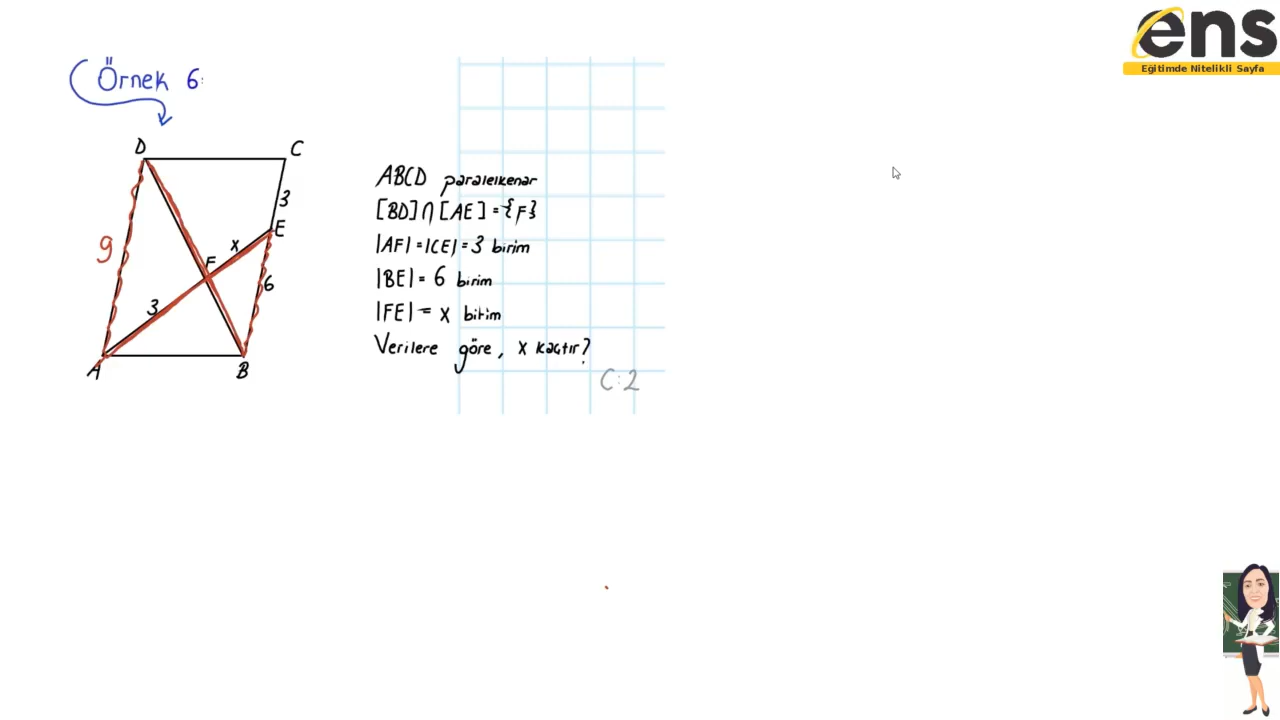 ens
Eğitimde Nitelikli Sayfa
Örnek 6:
D
C
3
E
x
9
F
6
3
A
B
ABCD paralelkenar
[BD]∩[AE]={F}
|AF|=|CE|=3 birim
|BE|=6 birim
|FE|=x birim
Verilere göre, x kaçtır?
C:2